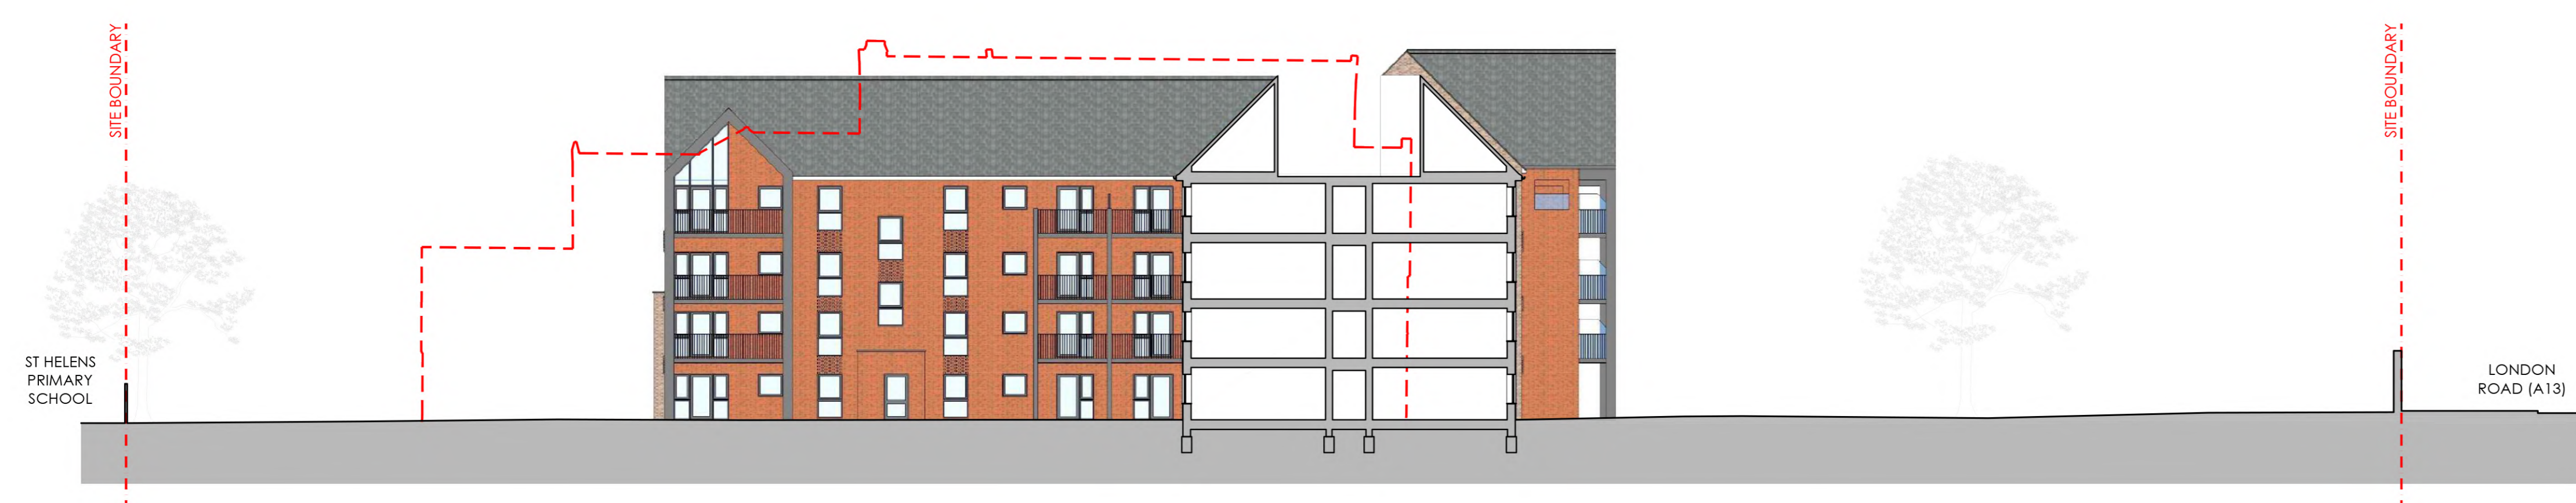 SITE BOUNDARY
ST HELENS
PRIMARY
SCHOOL
SITE BOUNDARY
LONDON
ROAD (A13)